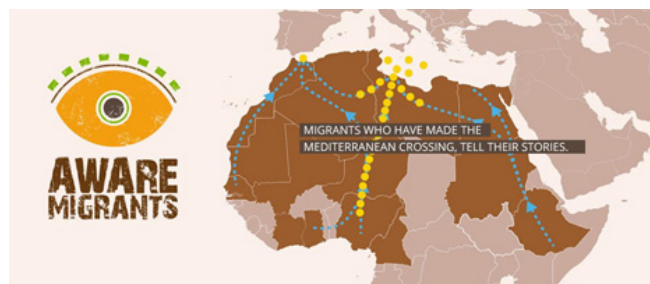 AWARE
MIGRANTS
MIGRANTS WHO HAVE MADE THE
MEDITERRANEAN CROSSING, TELL THEIR STORIES.